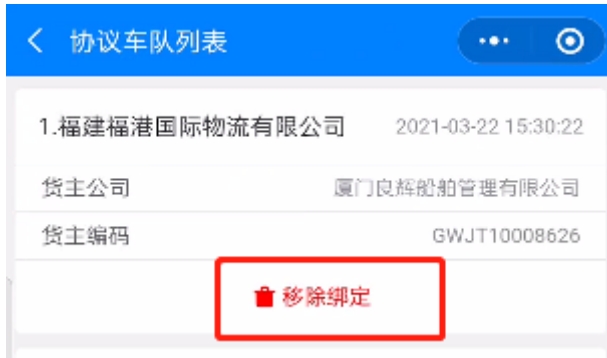 协议车队列表
1.福建福港国际物流有限公司 2021-03-22 15:30:22
货主公司 厦门良辉船舶管理有限公司
货主编码 GWJT10008626
移除绑定